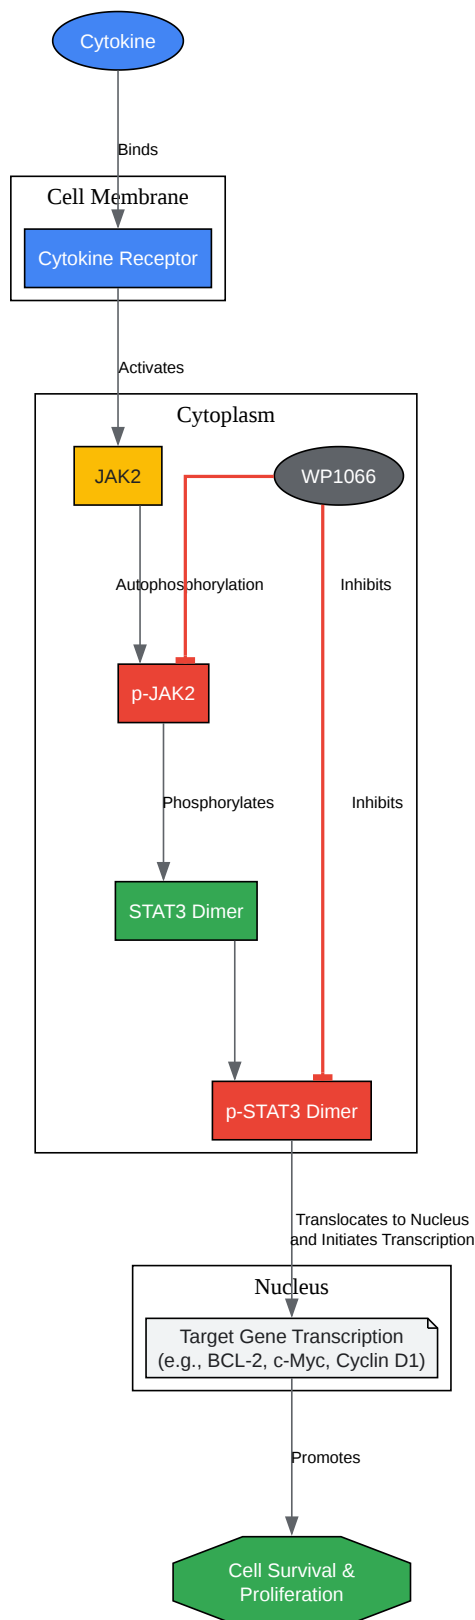 Cytokine
Binds
Cell Membrane
Cytokine Receptor
Activates
Cytoplasm
JAK2
WP1066
Autophosphorylation
Inhibits
p-JAK2
Phosphorylates
Inhibits
STAT3 Dimer
p-STAT3 Dimer
Translocates to Nucleus
and Initiates Transcription
Nucleus
Target Gene Transcription
(e.g., BCL-2, c-Myc, Cyclin D1)
Promotes
Cell Survival &
Proliferation